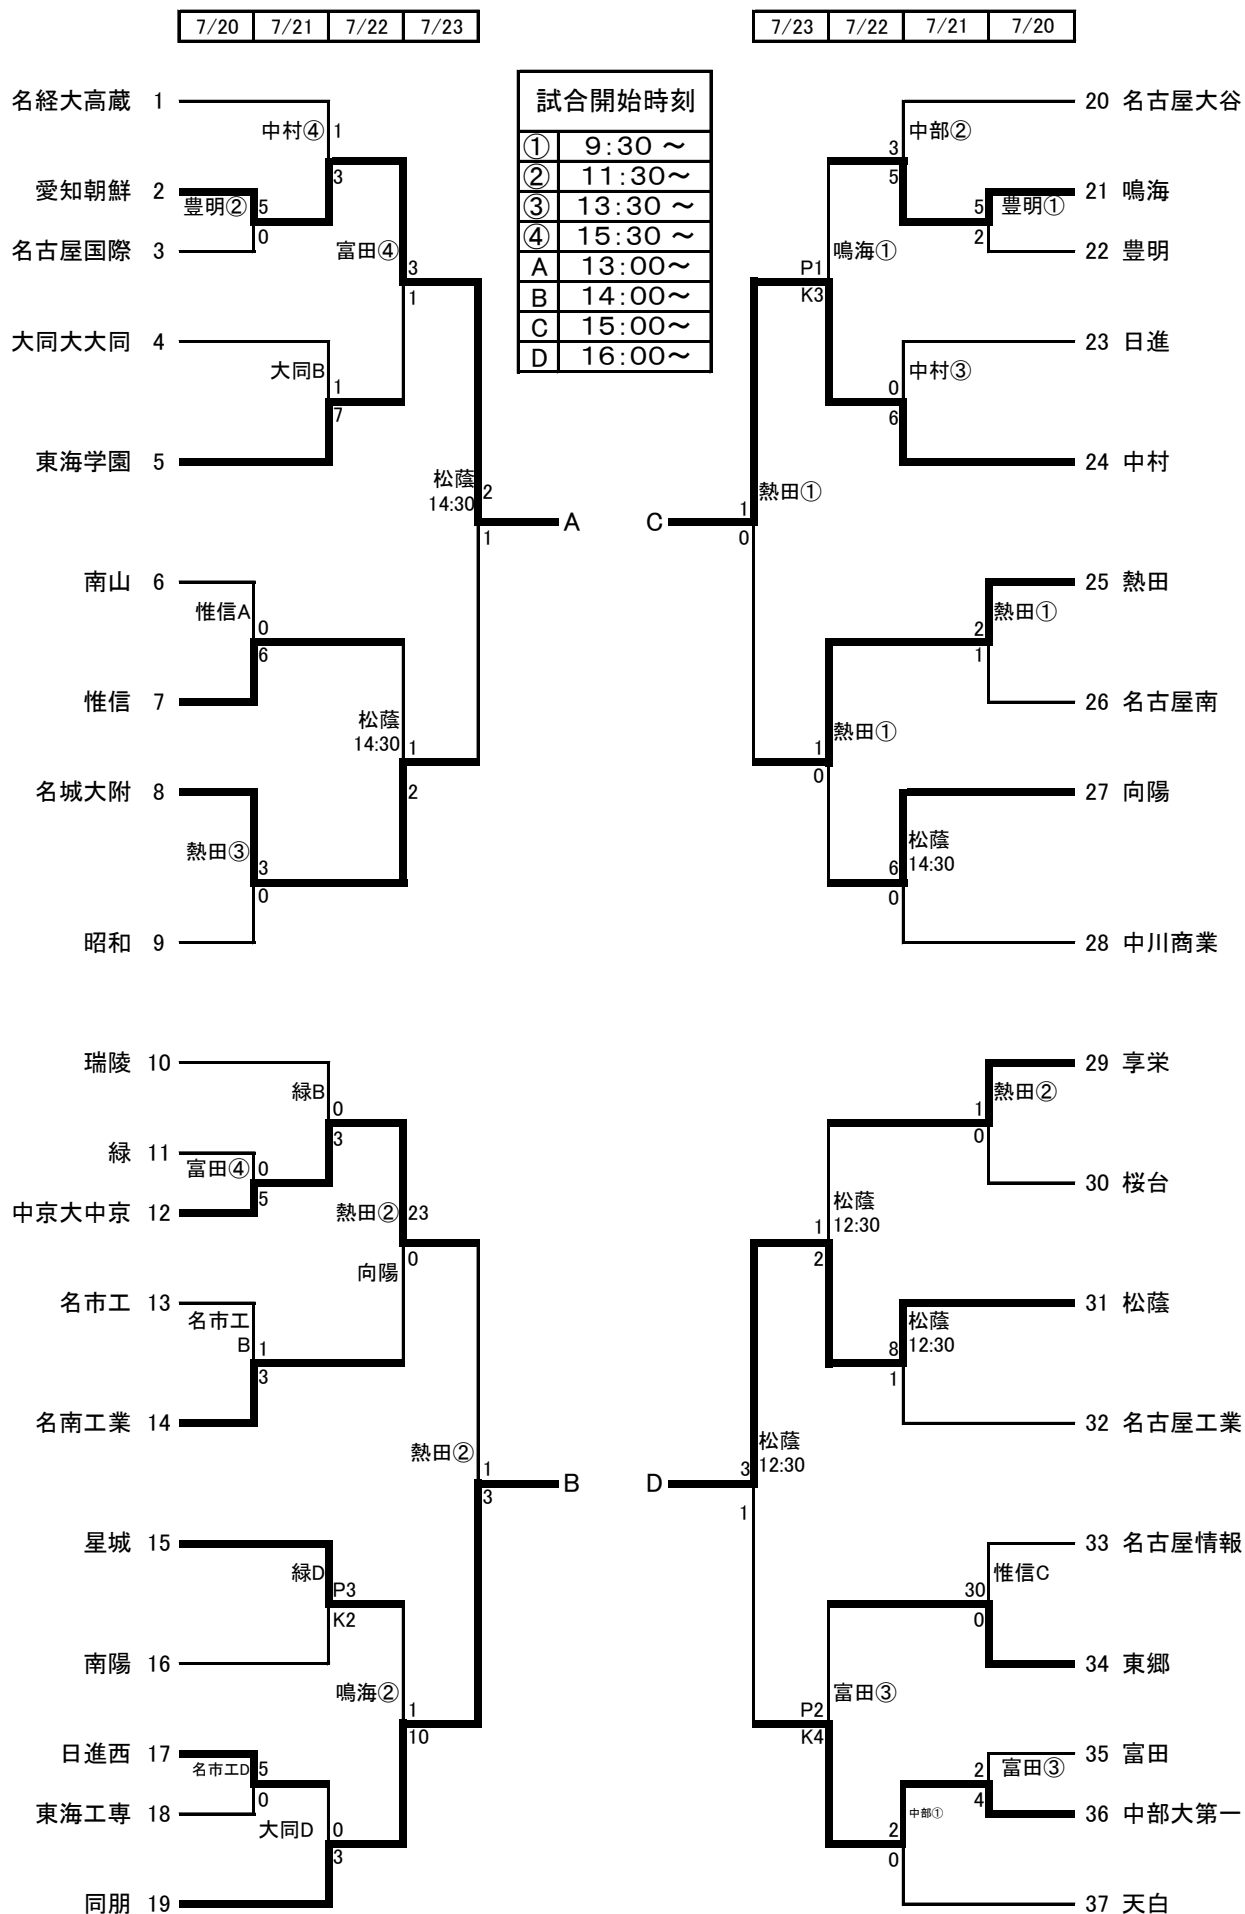 7/20 7/21 7/22 7/23
7/23 7/22 7/21 7/20
試合開始時刻
① 9:30 ～
② 11:30～
③ 13:30 ～
④ 15:30 ～
A 13:00～
B 14:00～
C 15:00～
D 16:00～
名経大高蔵 1
中村④ 1
3
愛知朝鮮 2
豊明② 5
0
名古屋国際 3
富田④
3
1
大同大大同 4
大同B
1
7
東海学園 5
松蔭
14:30
2
1
A
南山 6
惟信A
0
6
惟信 7
松蔭
14:30
1
2
名城大附 8
熱田③
3
0
昭和 9
瑞陵 10
緑B
0
3
緑 11
富田④ 0
5
中京大中京 12
熱田② 23
0
向陽
名市工 13
名市工
B
1
3
名南工業 14
熱田②
1
3
B
星城 15
緑D
P3
K2
南陽 16
鳴海②
1
10
日進西 17
名市工D 5
0
東海工専 18
大同D
0
3
同朋 19
20 名古屋大谷
中部②
3
5
21 鳴海
5 豊明①
2
22 豊明
鳴海①
P1
K3
23 日進
中村③
0
6
24 中村
熱田①
1
0
C
25 熱田
熱田①
2
1
26 名古屋南
熱田①
1
0
27 向陽
松蔭
14:30
6
0
28 中川商業
29 享栄
熱田②
1
0
30 桜台
松蔭
12:30
1
2
31 松蔭
松蔭
12:30
8
1
32 名古屋工業
松蔭
12:30
3
1
D
33 名古屋情報
惟信C
30
0
34 東郷
富田③
P2
K4
35 富田
2 富田③
4
36 中部大第一
中部①
2
0
37 天白